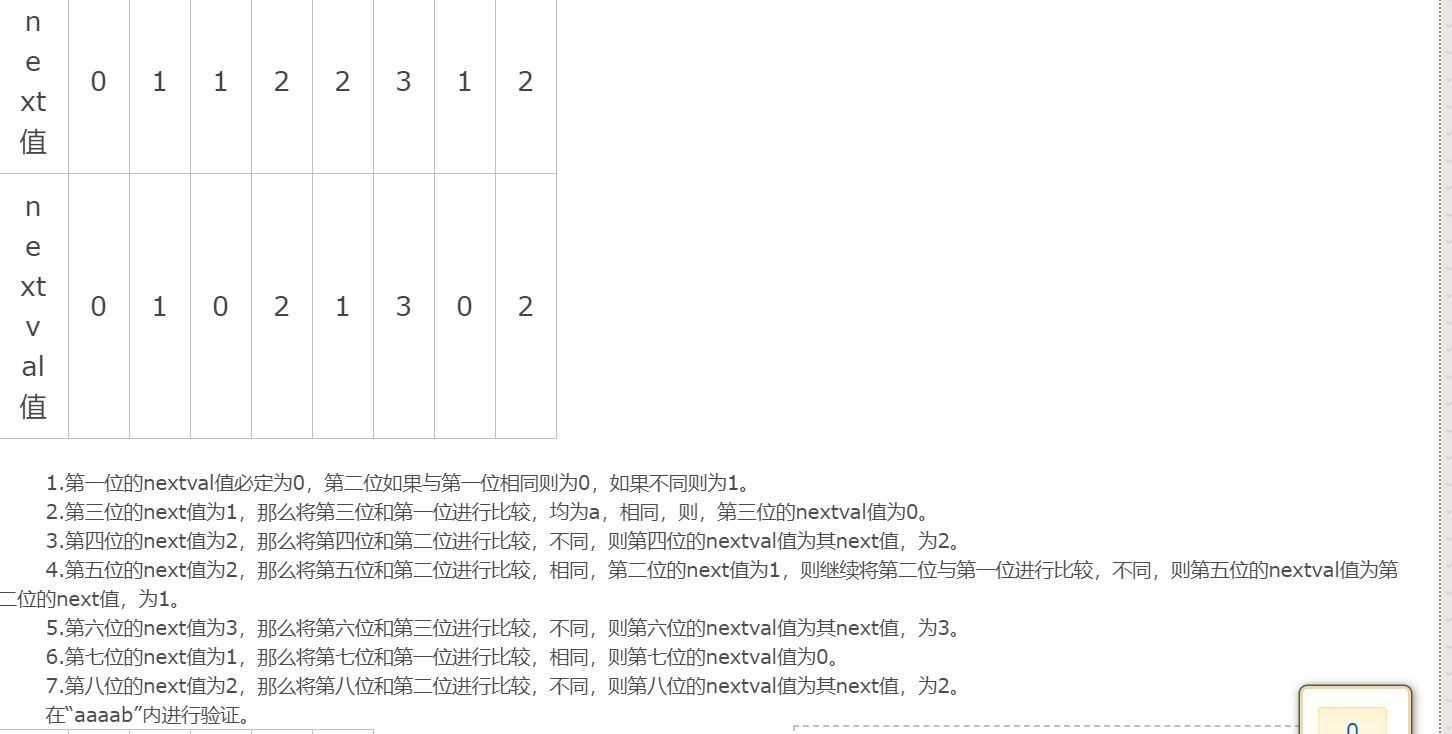 n
e
xt
值
0 1 1 2 2 3 1 2
n
e
xt
v
al
值
0 1 0 2 1 3 0 2
1.第一位的nextval值必定为0，第二位如果与第一位相同则为0，如果不同则为1。
2.第三位的next值为1，那么将第三位和第一位进行比较，均为a，相同，则，第三位的nextval值为0。
3.第四位的next值为2，那么将第四位和第二位进行比较，不同，则第四位的nextval值为其next值，为2。
4.第五位的next值为2，那么将第五位和第二位进行比较，相同，第二位的next值为1，则继续将第二位与第一位进行比较，不同，则第五位的nextval值为第
二位的next值，为1。
5.第六位的next值为3，那么将第六位和第三位进行比较，不同，则第六位的nextval值为其next值，为3。
6.第七位的next值为1，那么将第七位和第一位进行比较，相同，则第七位的nextval值为0。
7.第八位的next值为2，那么将第八位和第二位进行比较，不同，则第八位的nextval值为其next值，为2。
在“aaaab”内进行验证。
0